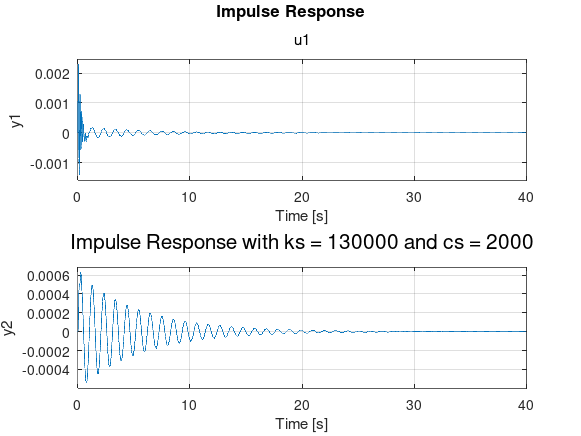 Impulse Response
u1
0.002
0.001
0
-0.001
y1
0 10 20 30 40
Time [s]
Impulse Response with ks = 130000 and cs = 2000
0.0006
0.0004
0.0002
0
-0.0002
-0.0004
y2
0 10 20 30 40
Time [s]